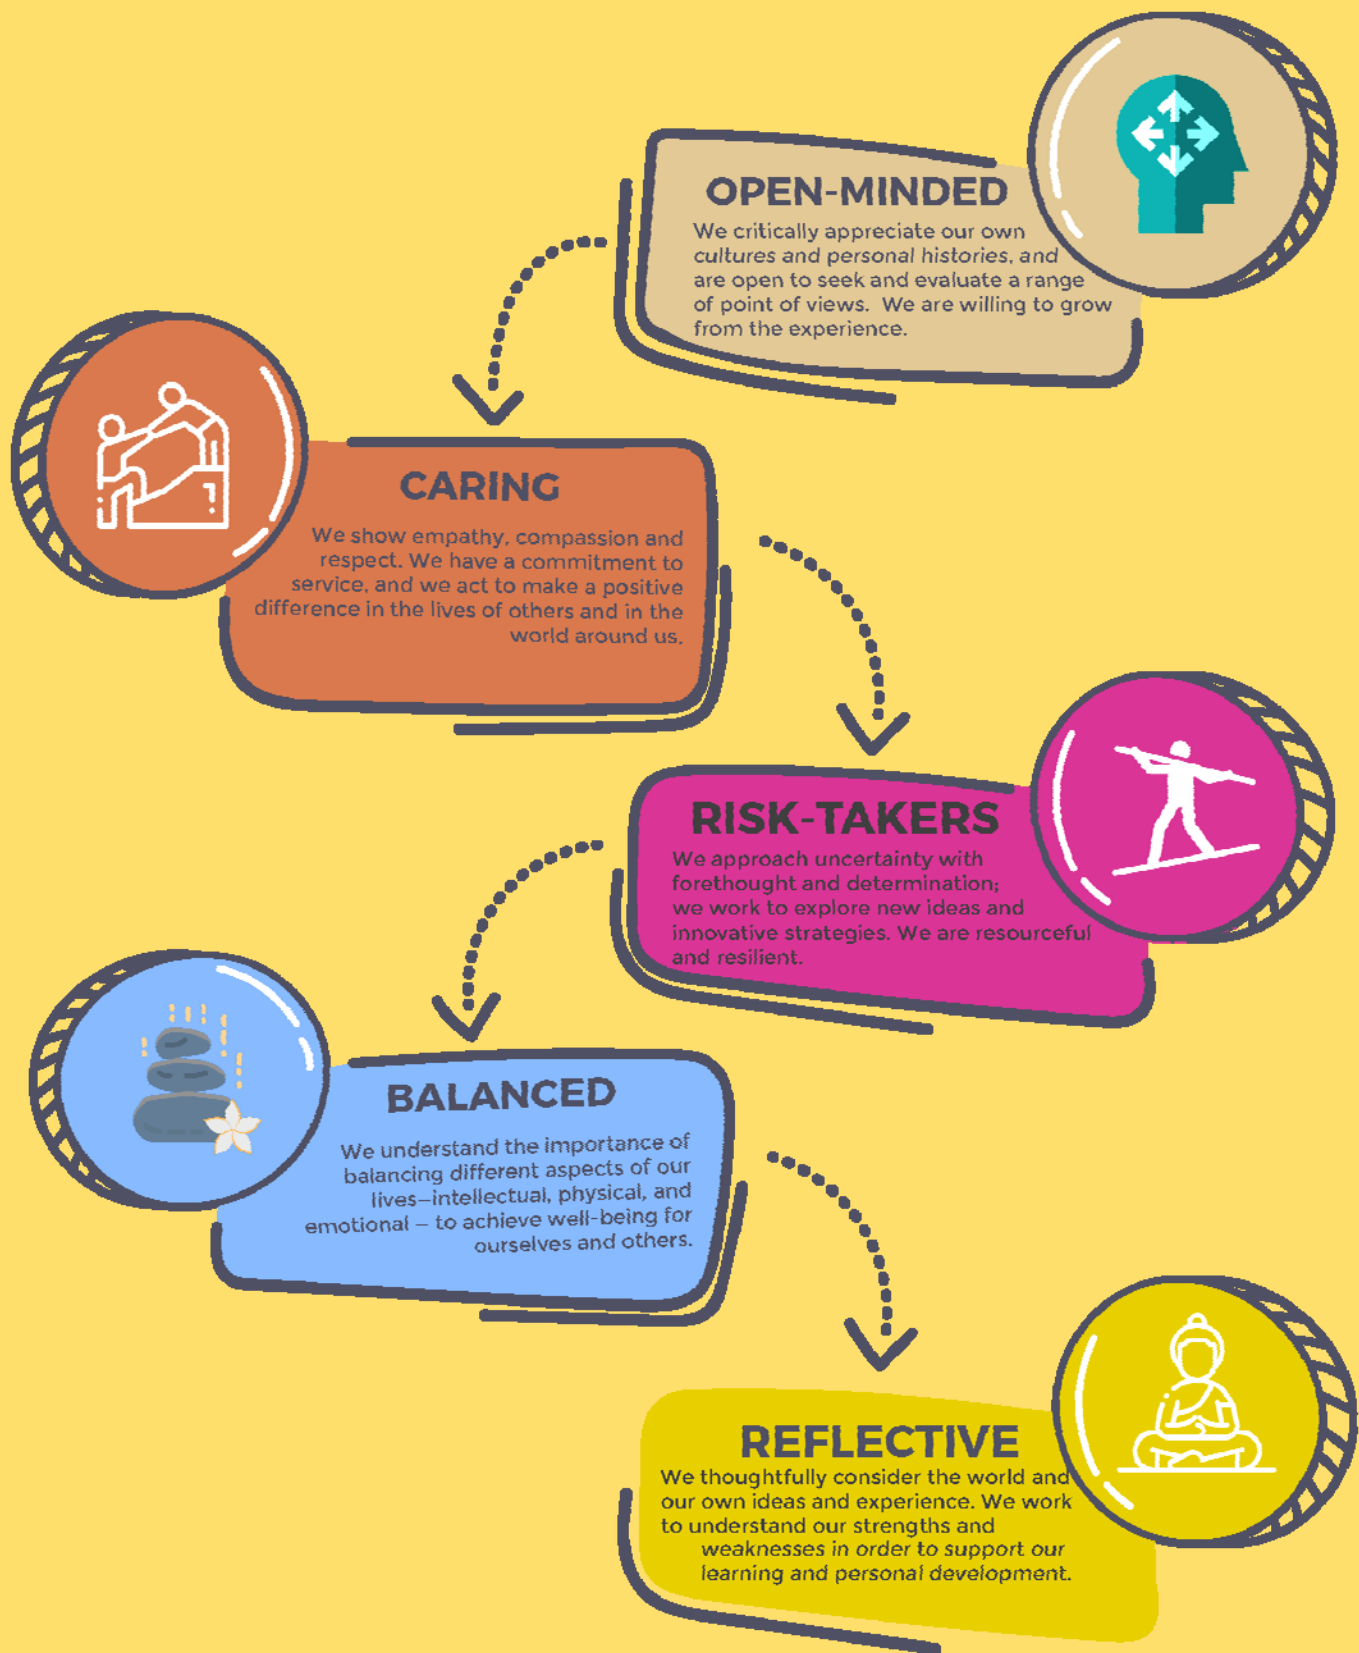 OPEN-MINDED
We critically appreciate our own
cultures and personal histories, and
are open to seek and evaluate a range
of point of views. We are willing to grow
from the experience.
CARING
We show empathy, compassion and
respect. We have a commitment to
service, and we act to make a positive
difference in the lives of others and in the
world around us.
RISK-TAKERS
We approach uncertainty with
forethought and determination;
we work to explore new ideas and
innovative strategies. We are resourceful
and resilient.
BALANCED
We understand the importance of
balancing different aspects of our
lives—intellectual, physical, and
emotional — to achieve well-being for
ourselves and others.
REFLECTIVE
We thoughtfully consider the world and
our own ideas and experience. We work
to understand our strengths and
weaknesses in order to support our
learning and personal development.